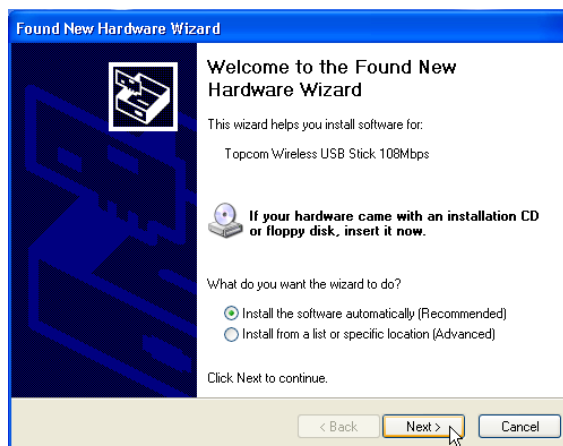 Found New Hardware Wizard
Welcome to the Found New
Hardware Wizard
This wizard helps you install software for:
Topcom Wireless USB Stick 108Mbps
If your hardware came with an installation CD
or floppy disk, insert it now.
What do you want the wizard to do?
Install the software automatically (Recommended)
Install from a list or specific location (Advanced)
Click Next to continue.
< Back Next > Cancel